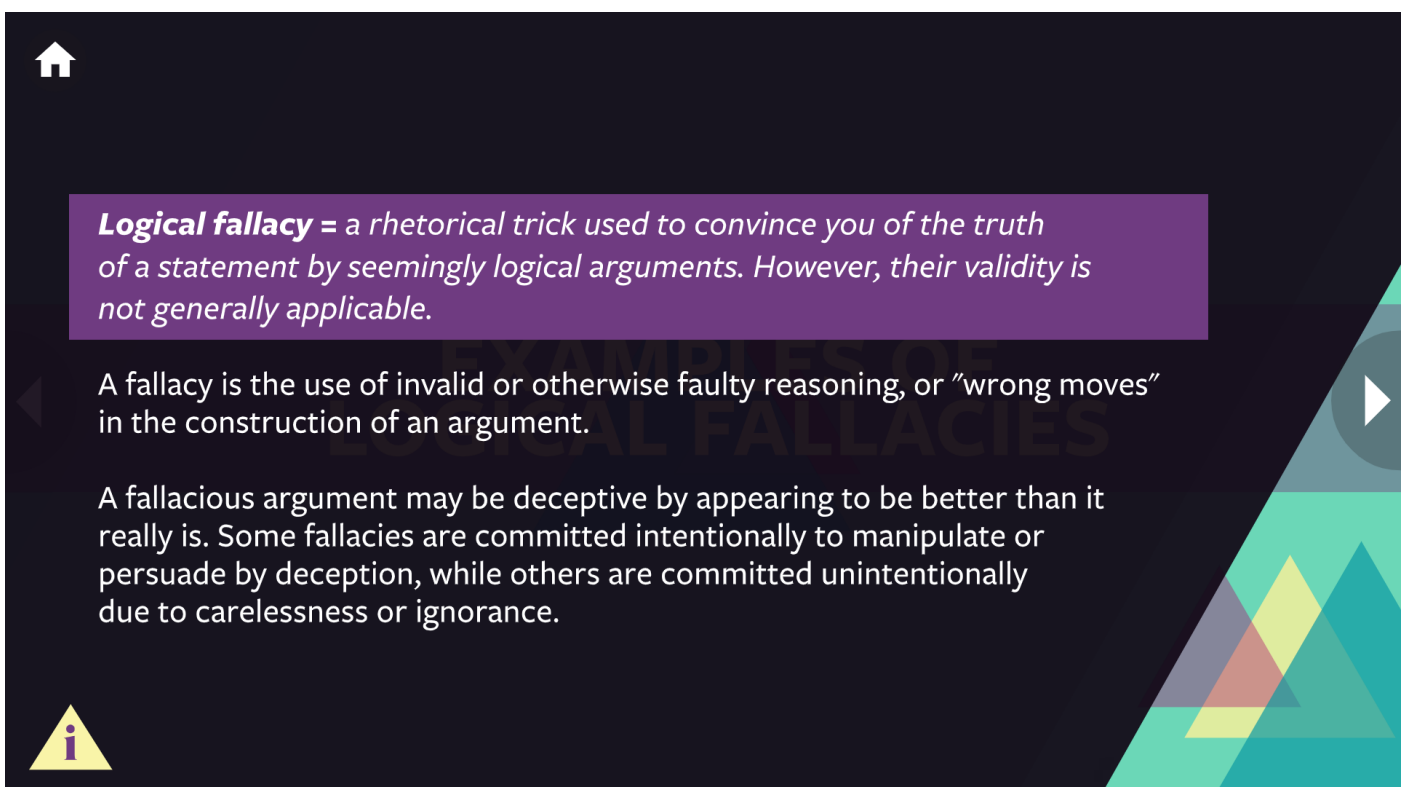 Logical fallacy = a rhetorical trick used to convince you of the truth
of a statement by seemingly logical arguments. However, their validity is
not generally applicable.
EXAMPLES OF
LOGICAL FALLACIES
A fallacy is the use of invalid or otherwise faulty reasoning, or "wrong moves"
in the construction of an argument.
A fallacious argument may be deceptive by appearing to be better than it
really is. Some fallacies are committed intentionally to manipulate or
persuade by deception, while others are committed unintentionally
due to carelessness or ignorance.
i